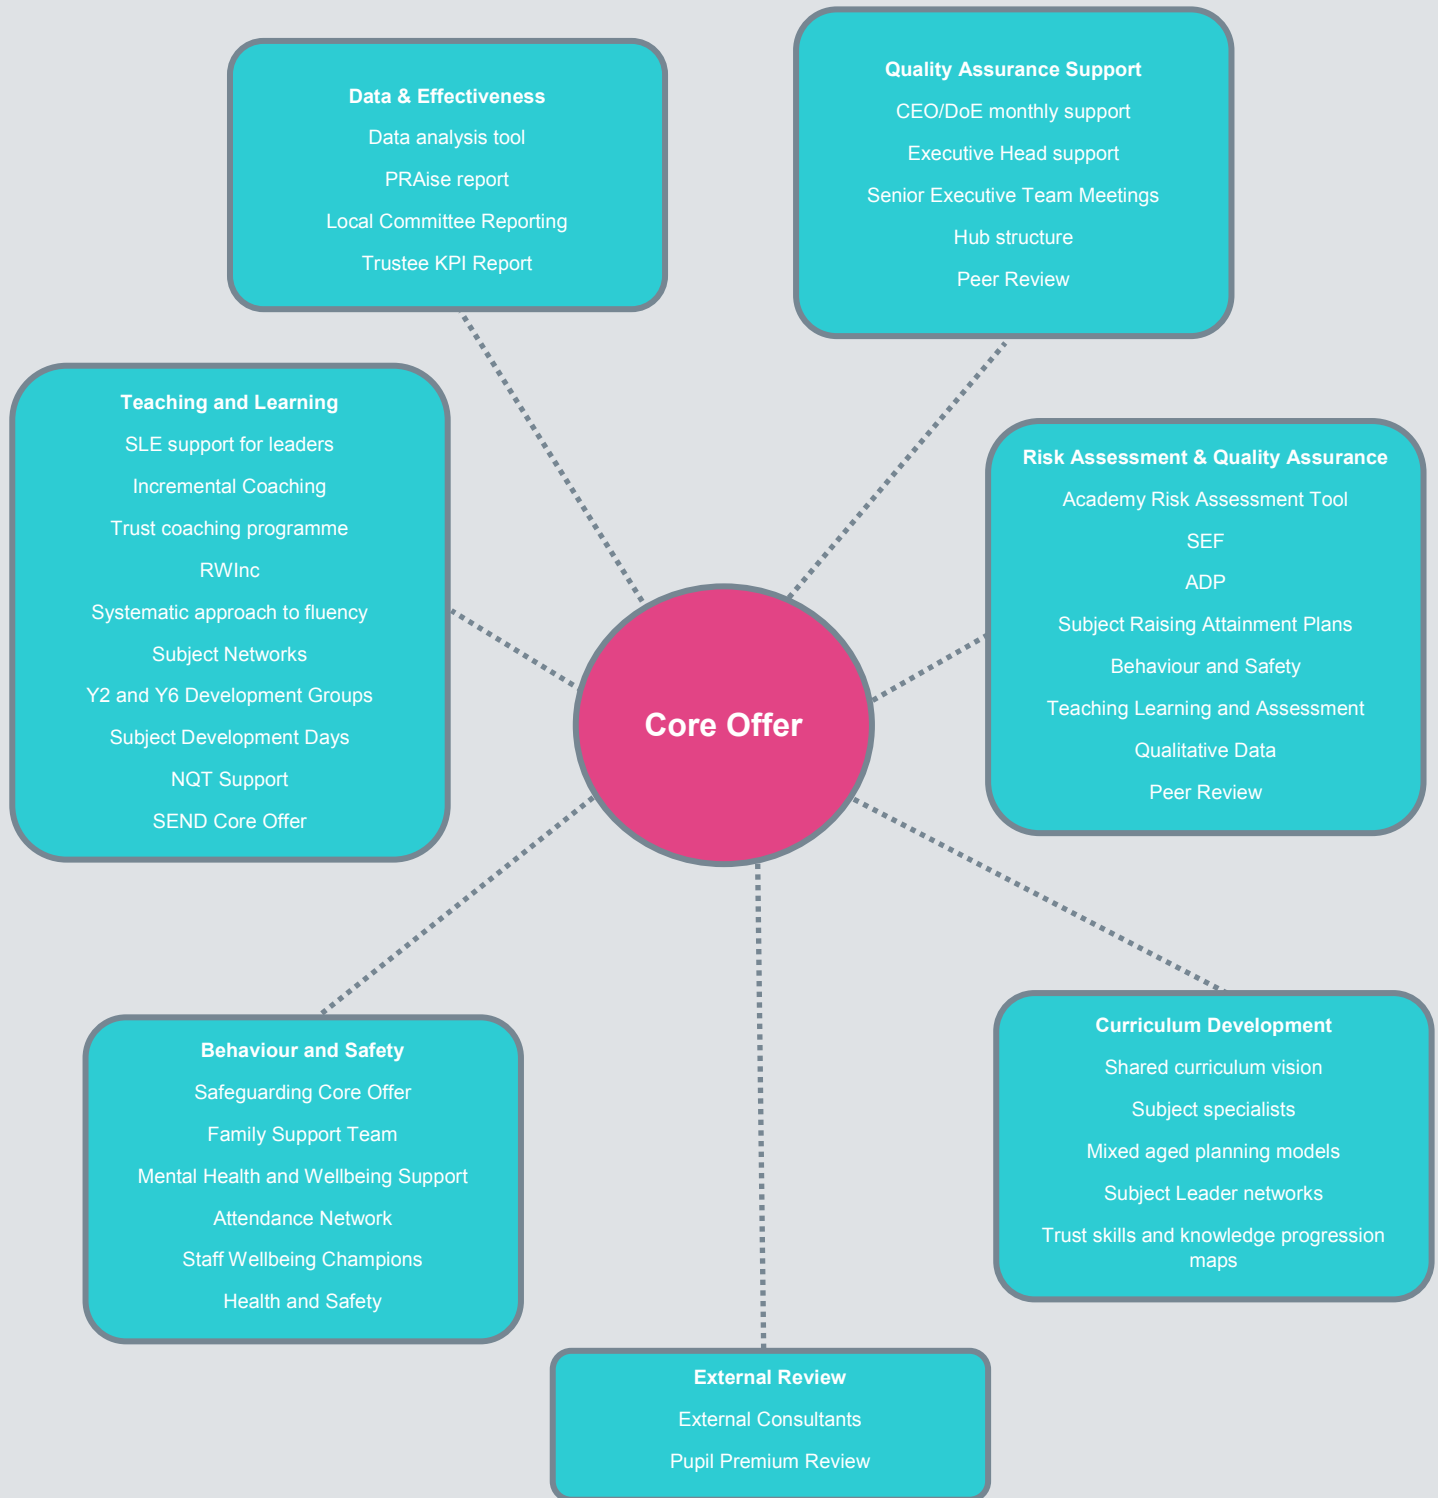 Data & Effectiveness
Data analysis tool
PRAise report
Local Committee Reporting
Trustee KPI Report
Quality Assurance Support
CEO/DoE monthly support
Executive Head support
Senior Executive Team Meetings
Hub structure
Peer Review
Teaching and Learning
SLE support for leaders
Incremental Coaching
Trust coaching programme
RWInc
Systematic approach to fluency
Subject Networks
Y2 and Y6 Development Groups
Subject Development Days
NQT Support
SEND Core Offer
Risk Assessment & Quality Assurance
Academy Risk Assessment Tool
SEF
ADP
Subject Raising Attainment Plans
Behaviour and Safety
Teaching Learning and Assessment
Qualitative Data
Peer Review
Core Offer
Behaviour and Safety
Safeguarding Core Offer
Family Support Team
Mental Health and Wellbeing Support
Attendance Network
Staff Wellbeing Champions
Health and Safety
Curriculum Development
Shared curriculum vision
Subject specialists
Mixed aged planning models
Subject Leader networks
Trust skills and knowledge progression
maps
External Review
External Consultants
Pupil Premium Review